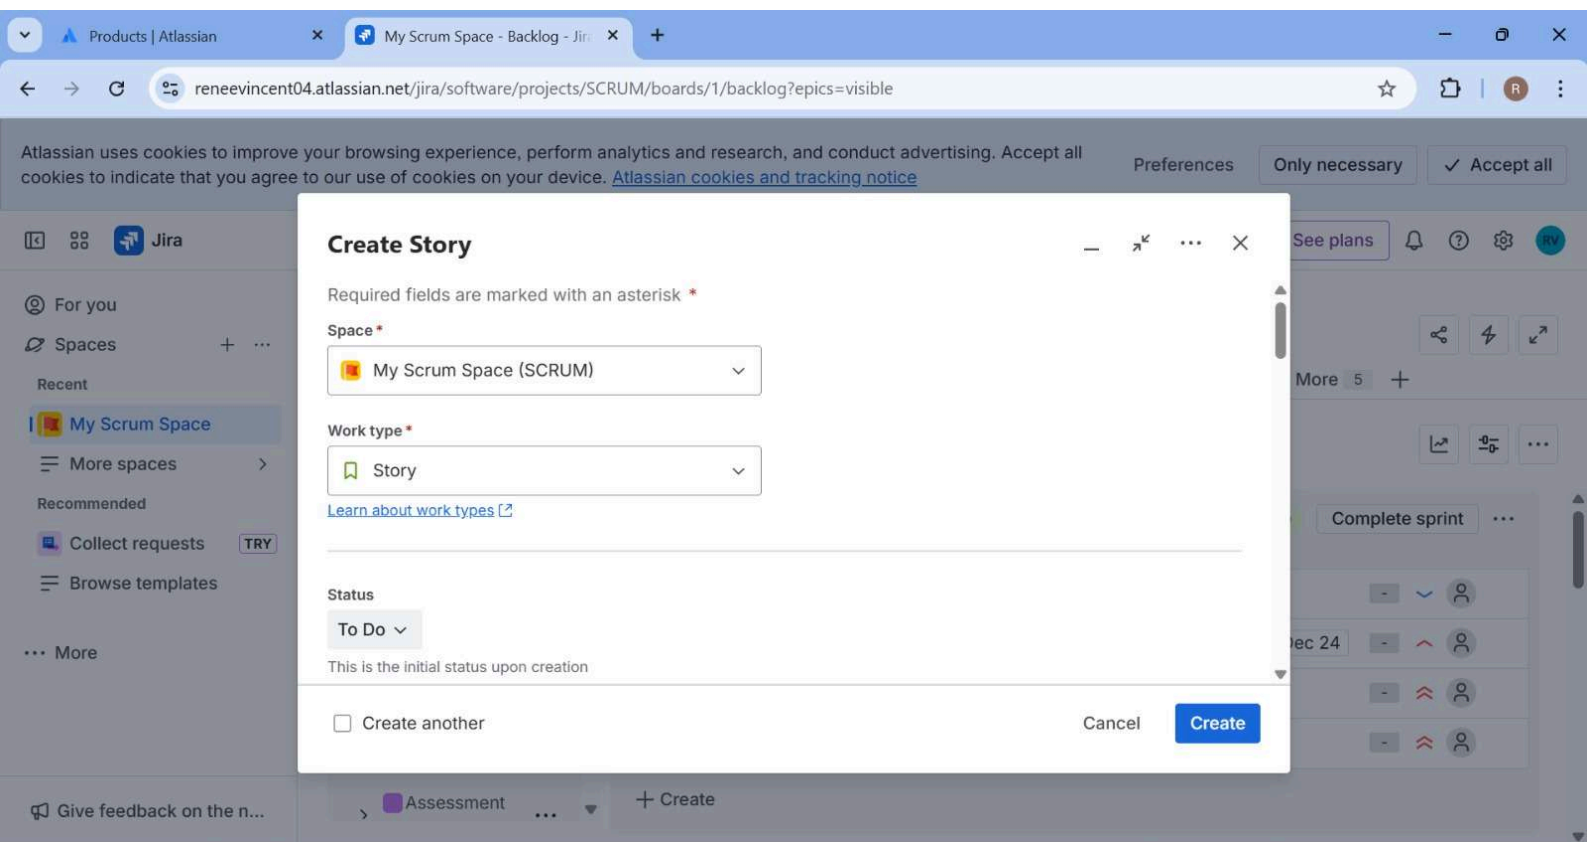 Products | Atlassian
My Scrum Space - Backlog - Jir
reneevincent04.atlassian.net/jira/software/projects/SCRUM/boards/1/backlog?epics=visible
R
Atlassian uses cookies to improve your browsing experience, perform analytics and research, and conduct advertising. Accept all
cookies to indicate that you agree to our use of cookies on your device. Atlassian cookies and tracking notice
Preferences
Only necessary
Accept all
Jira
See plans
RV
For you
Spaces
Recent
My Scrum Space
More spaces
Recommended
Collect requests TRY
Browse templates
More
Give feedback on the n...
Create Story
Required fields are marked with an asterisk *
Space *
My Scrum Space (SCRUM)
Work type *
Story
Learn about work types
Status
To Do
This is the initial status upon creation
Create another
Cancel
Create
More 5
Complete sprint
-
ec 24 -
-
-
Assessment
+ Create